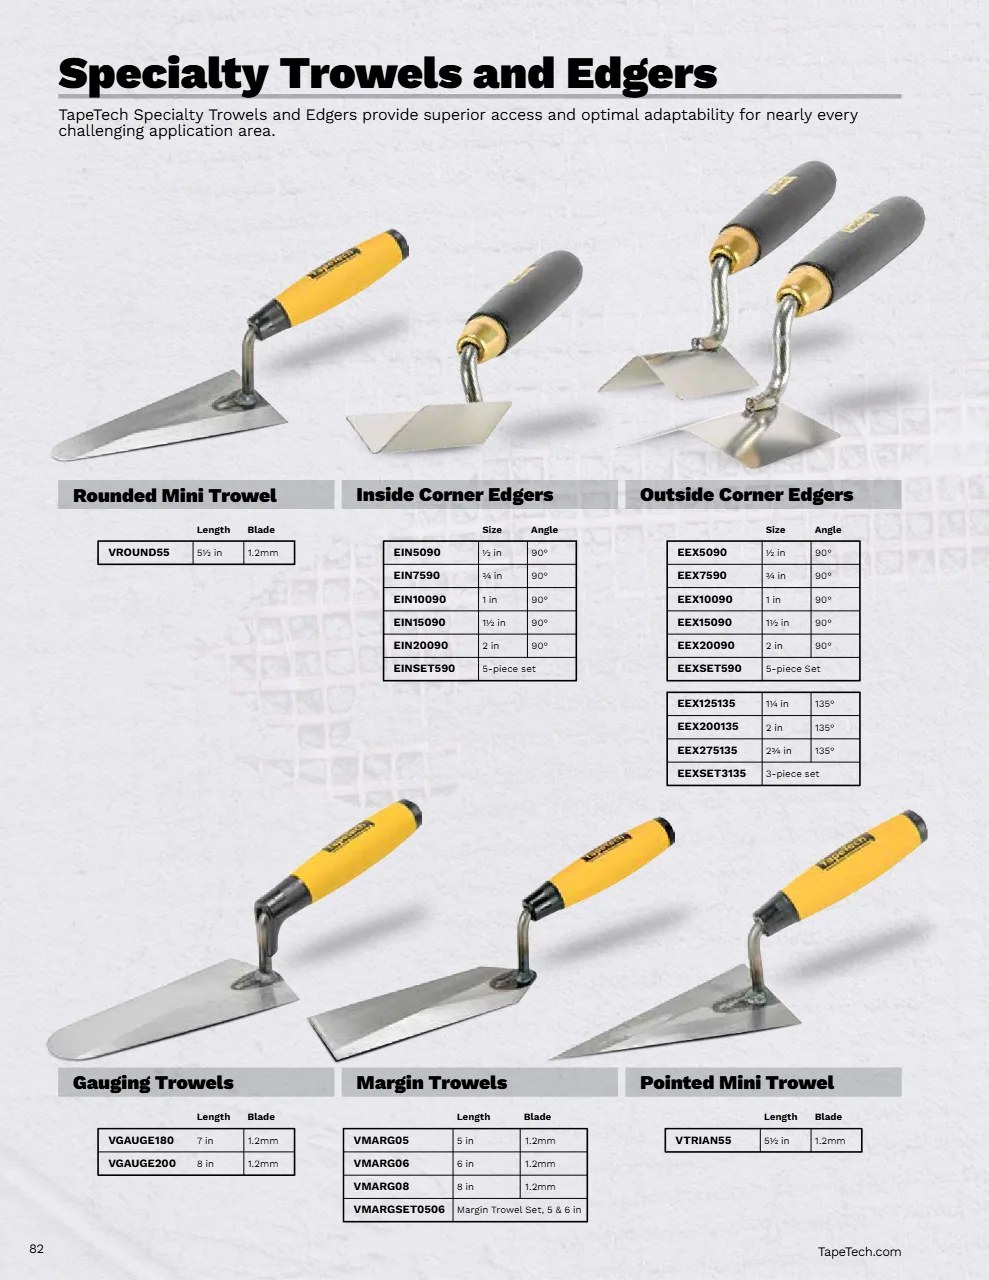 Specialty Trowels and Edgers
TapeTech Specialty Trowels and Edgers provide superior access and optimal adaptability for nearly every
challenging application area.
TapeTech
Rounded Mini Trowel
Length Blade
VROUND55 5½ in 1.2mm
Inside Corner Edgers
Size Angle
EIN5090 ½ in 90°
EIN7590 ¾ in 90°
EIN10090 1 in 90°
EIN15090 1½ in 90°
EIN20090 2 in 90°
EINSET590 5-piece set
Outside Corner Edgers
Size Angle
EEX5090 ½ in 90°
EEX7590 ¾ in 90°
EEX10090 1 in 90°
EEX15090 1½ in 90°
EEX20090 2 in 90°
EEXSET590 5-piece Set
EEX125135 1¼ in 135°
EEX200135 2 in 135°
EEX275135 2¾ in 135°
EEXSET3135 3-piece set
TapeTech
TapeTech
TapeTech
Gauging Trowels
Length Blade
VGAUGE180 7 in 1.2mm
VGAUGE200 8 in 1.2mm
Margin Trowels
Length Blade
VMARG05 5 in 1.2mm
VMARG06 6 in 1.2mm
VMARG08 8 in 1.2mm
VMARGSET0506 Margin Trowel Set, 5 & 6 in
Pointed Mini Trowel
Length Blade
VTRIAN55 5½ in 1.2mm
82
TapeTech.com